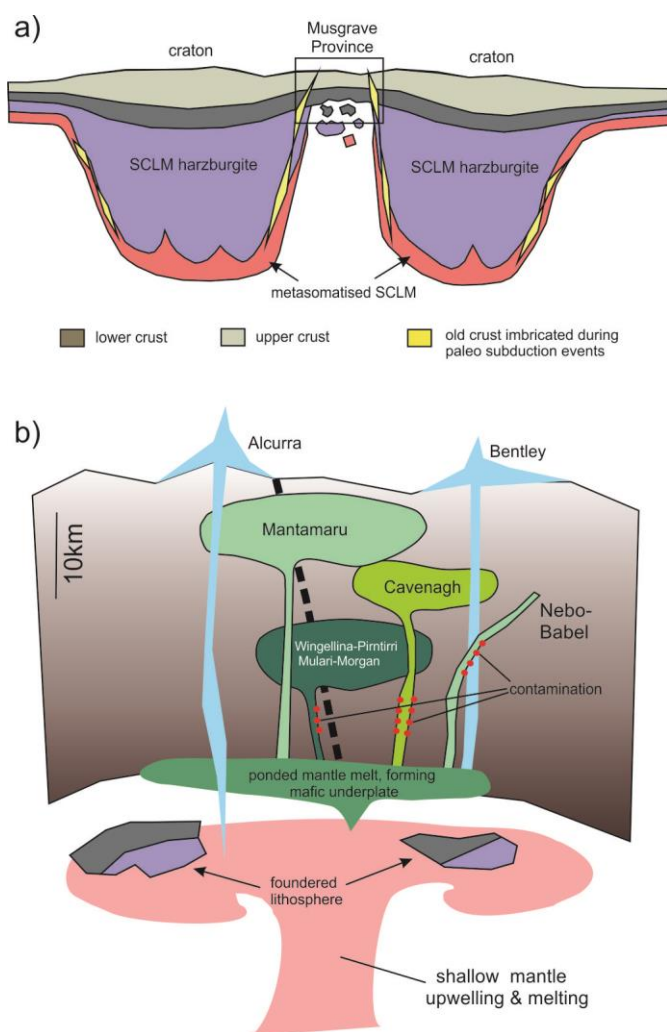 a)
Musgrave
Province
craton
craton
SCLM harzburgite
SCLM harzburgite
metasomatised SCLM
lower crust
upper crust
old crust imbricated during
paleo subduction events
b)
Alcurra
Bentley
10km
Mantamaru
Cavenagh
Nebo-
Babel
Wingellina-Pirntirri
Mulari-Morgan
contamination
ponded mantle melt, forming
mafic underplate
foundered
lithosphere
shallow mantle
upwelling & melting